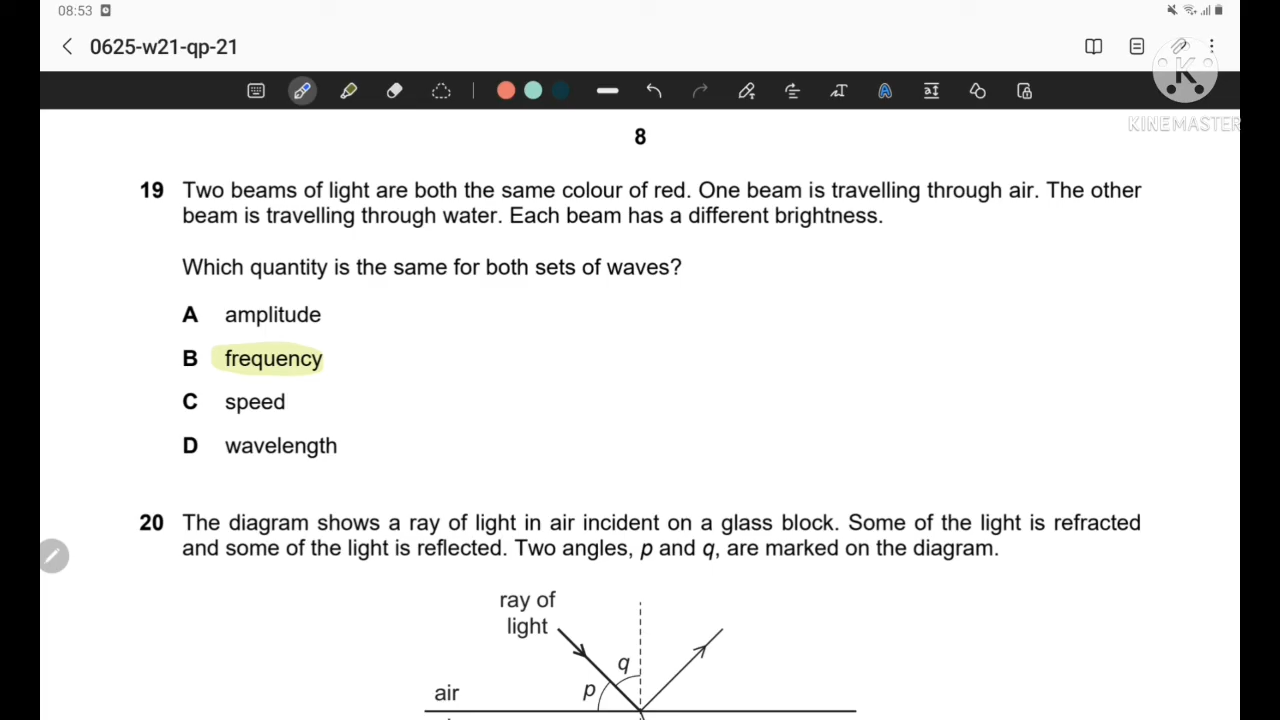 08:53
0625-w21-qp-21
KINEMASTER
8
19 Two beams of light are both the same colour of red. One beam is travelling through air. The other
beam is travelling through water. Each beam has a different brightness.
Which quantity is the same for both sets of waves?
A amplitude
B frequency
C speed
D wavelength
20 The diagram shows a ray of light in air incident on a glass block. Some of the light is refracted
and some of the light is reflected. Two angles, p and q, are marked on the diagram.
ray of
light
q
p
air